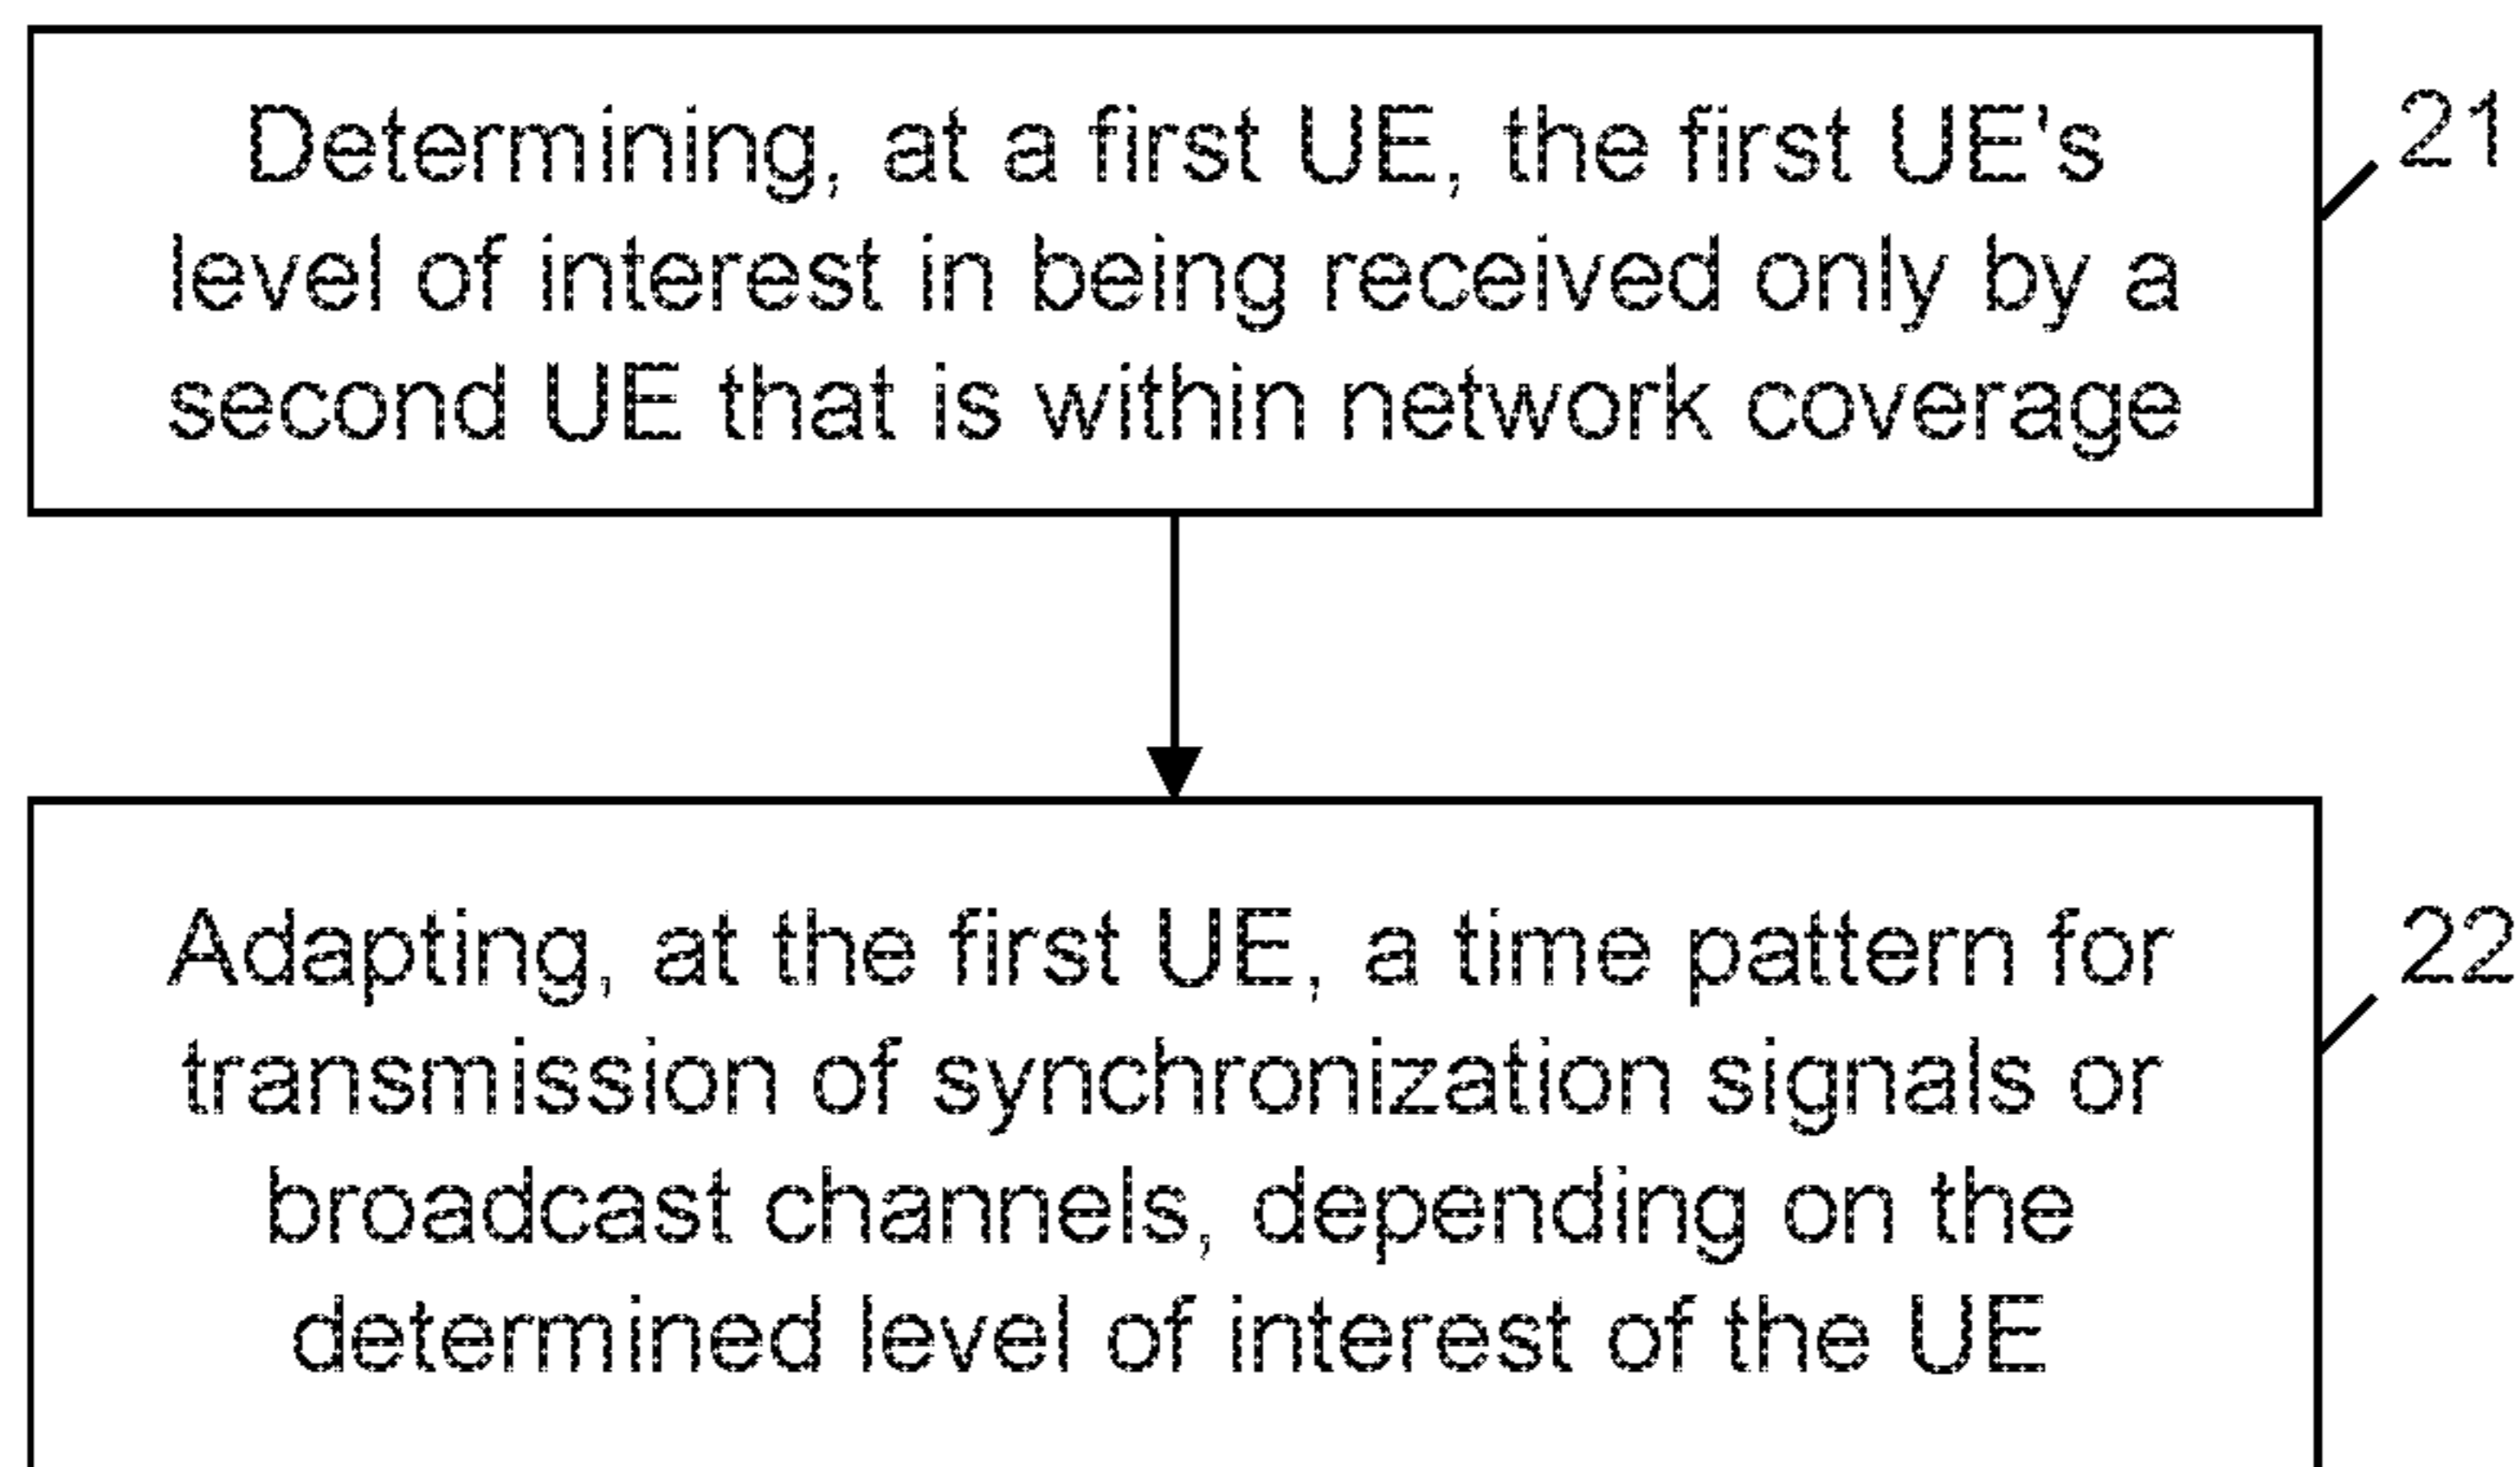 Determining, at a first UE, the first UE's
level of interest in being received only by a
second UE that is within network coverage
21
Adapting, at the first UE, a time pattern for
transmission of synchronization signals or
broadcast channels, depending on the
determined level of interest of the UE
22